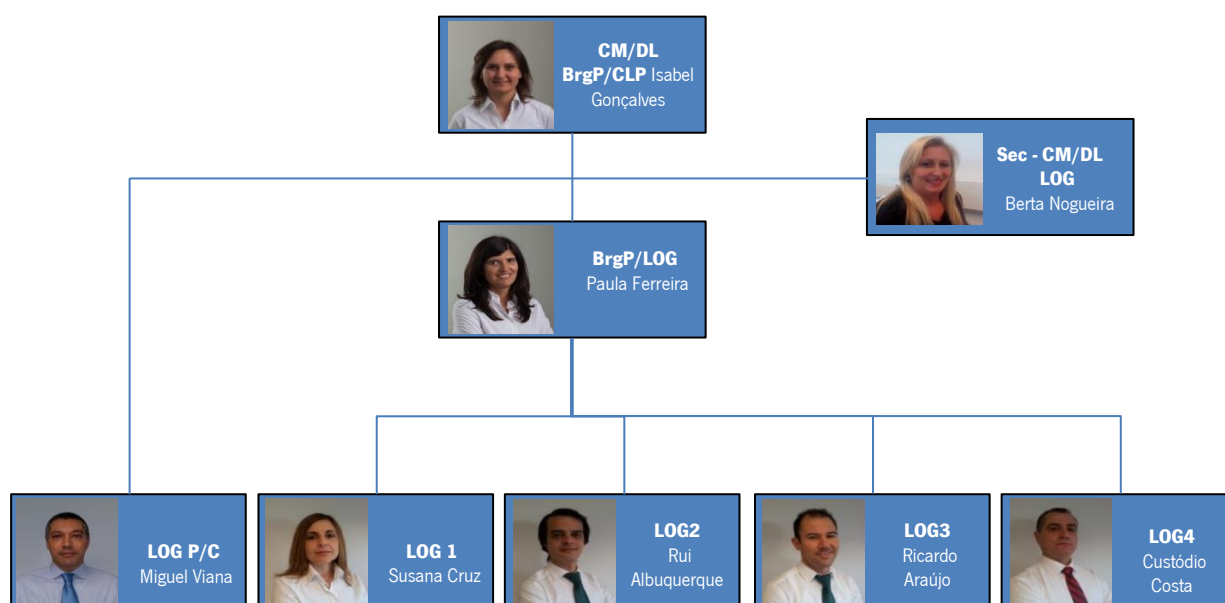 CM/DL
BrgP/CLP Isabel
Gonçalves
Sec - CM/DL
LOG
Berta Nogueira
BrgP/LOG
Paula Ferreira
LOG P/C
Miguel Viana
LOG 1
Susana Cruz
LOG2
Rui
Albuquerque
LOG3
Ricardo
Araújo
LOG4
Custódio
Costa